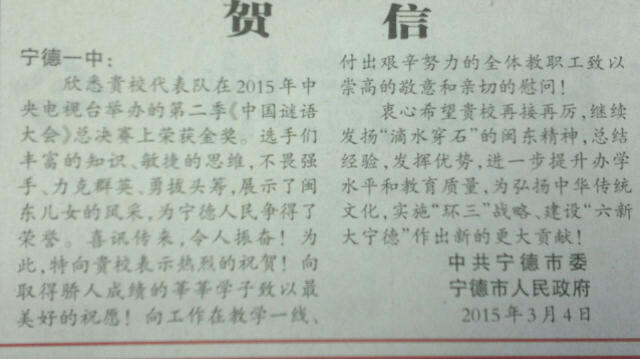 贺信
宁德一中：
欣悉贵校代表队在2015年中
央电视台举办的第二季《中国谜语
大会》总决赛上荣获金奖。选手们
丰富的知识、敏捷的思维，不畏强
手、力克群英、勇拔头筹，展示了闽
东儿女的风采，为宁德人民争得了
荣誉。喜讯传来，令人振奋！为
此，特向贵校表示热烈的祝贺！向
取得骄人成绩的莘莘学子致以最
美好的祝愿！向工作在教学一线、
付出艰辛努力的全体教职工致以
崇高的敬意和亲切的慰问！
衷心希望贵校再接再厉，继续
发扬“滴水穿石”的闽东精神，总结
经验，发挥优势，进一步提升办学
水平和教育质量，为弘扬中华传统
文化，实施“环三”战略、建设“六新
大宁德”作出新的更大贡献！
中共宁德市委
宁德市人民政府
2015年3月4日